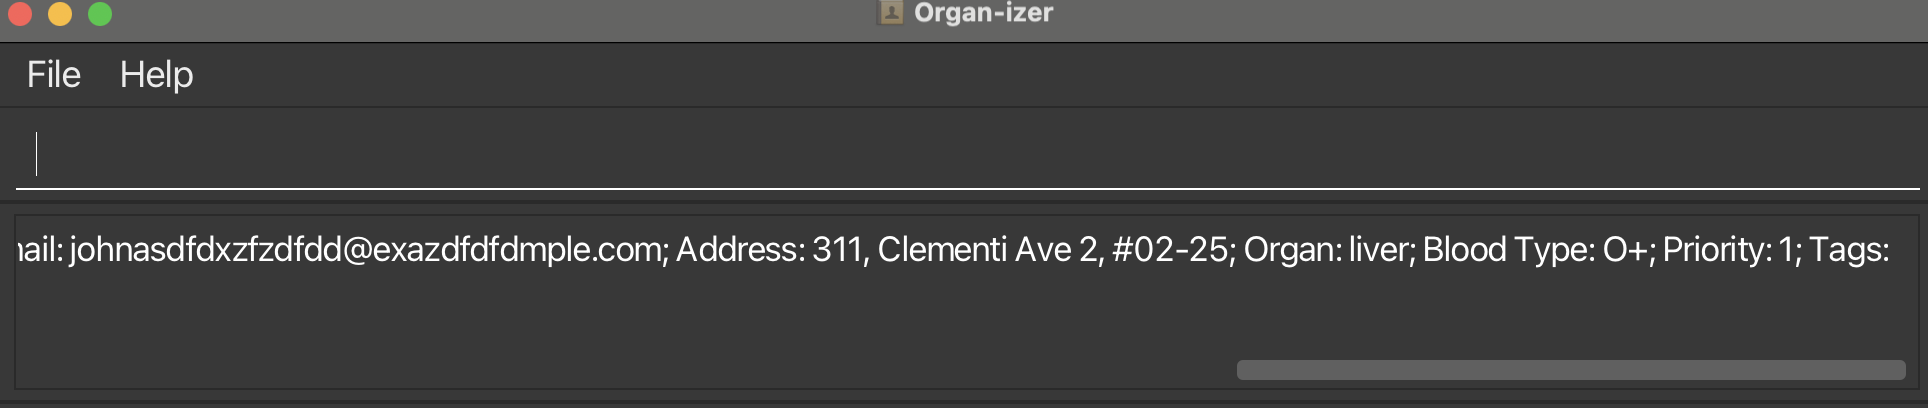 Organ-izer
File Help
ail: johnasdfdxzfzdfdd@exazdfdfdmple.com; Address: 311, Clementi Ave 2, #02-25; Organ: liver; Blood Type: O+; Priority: 1; Tags: